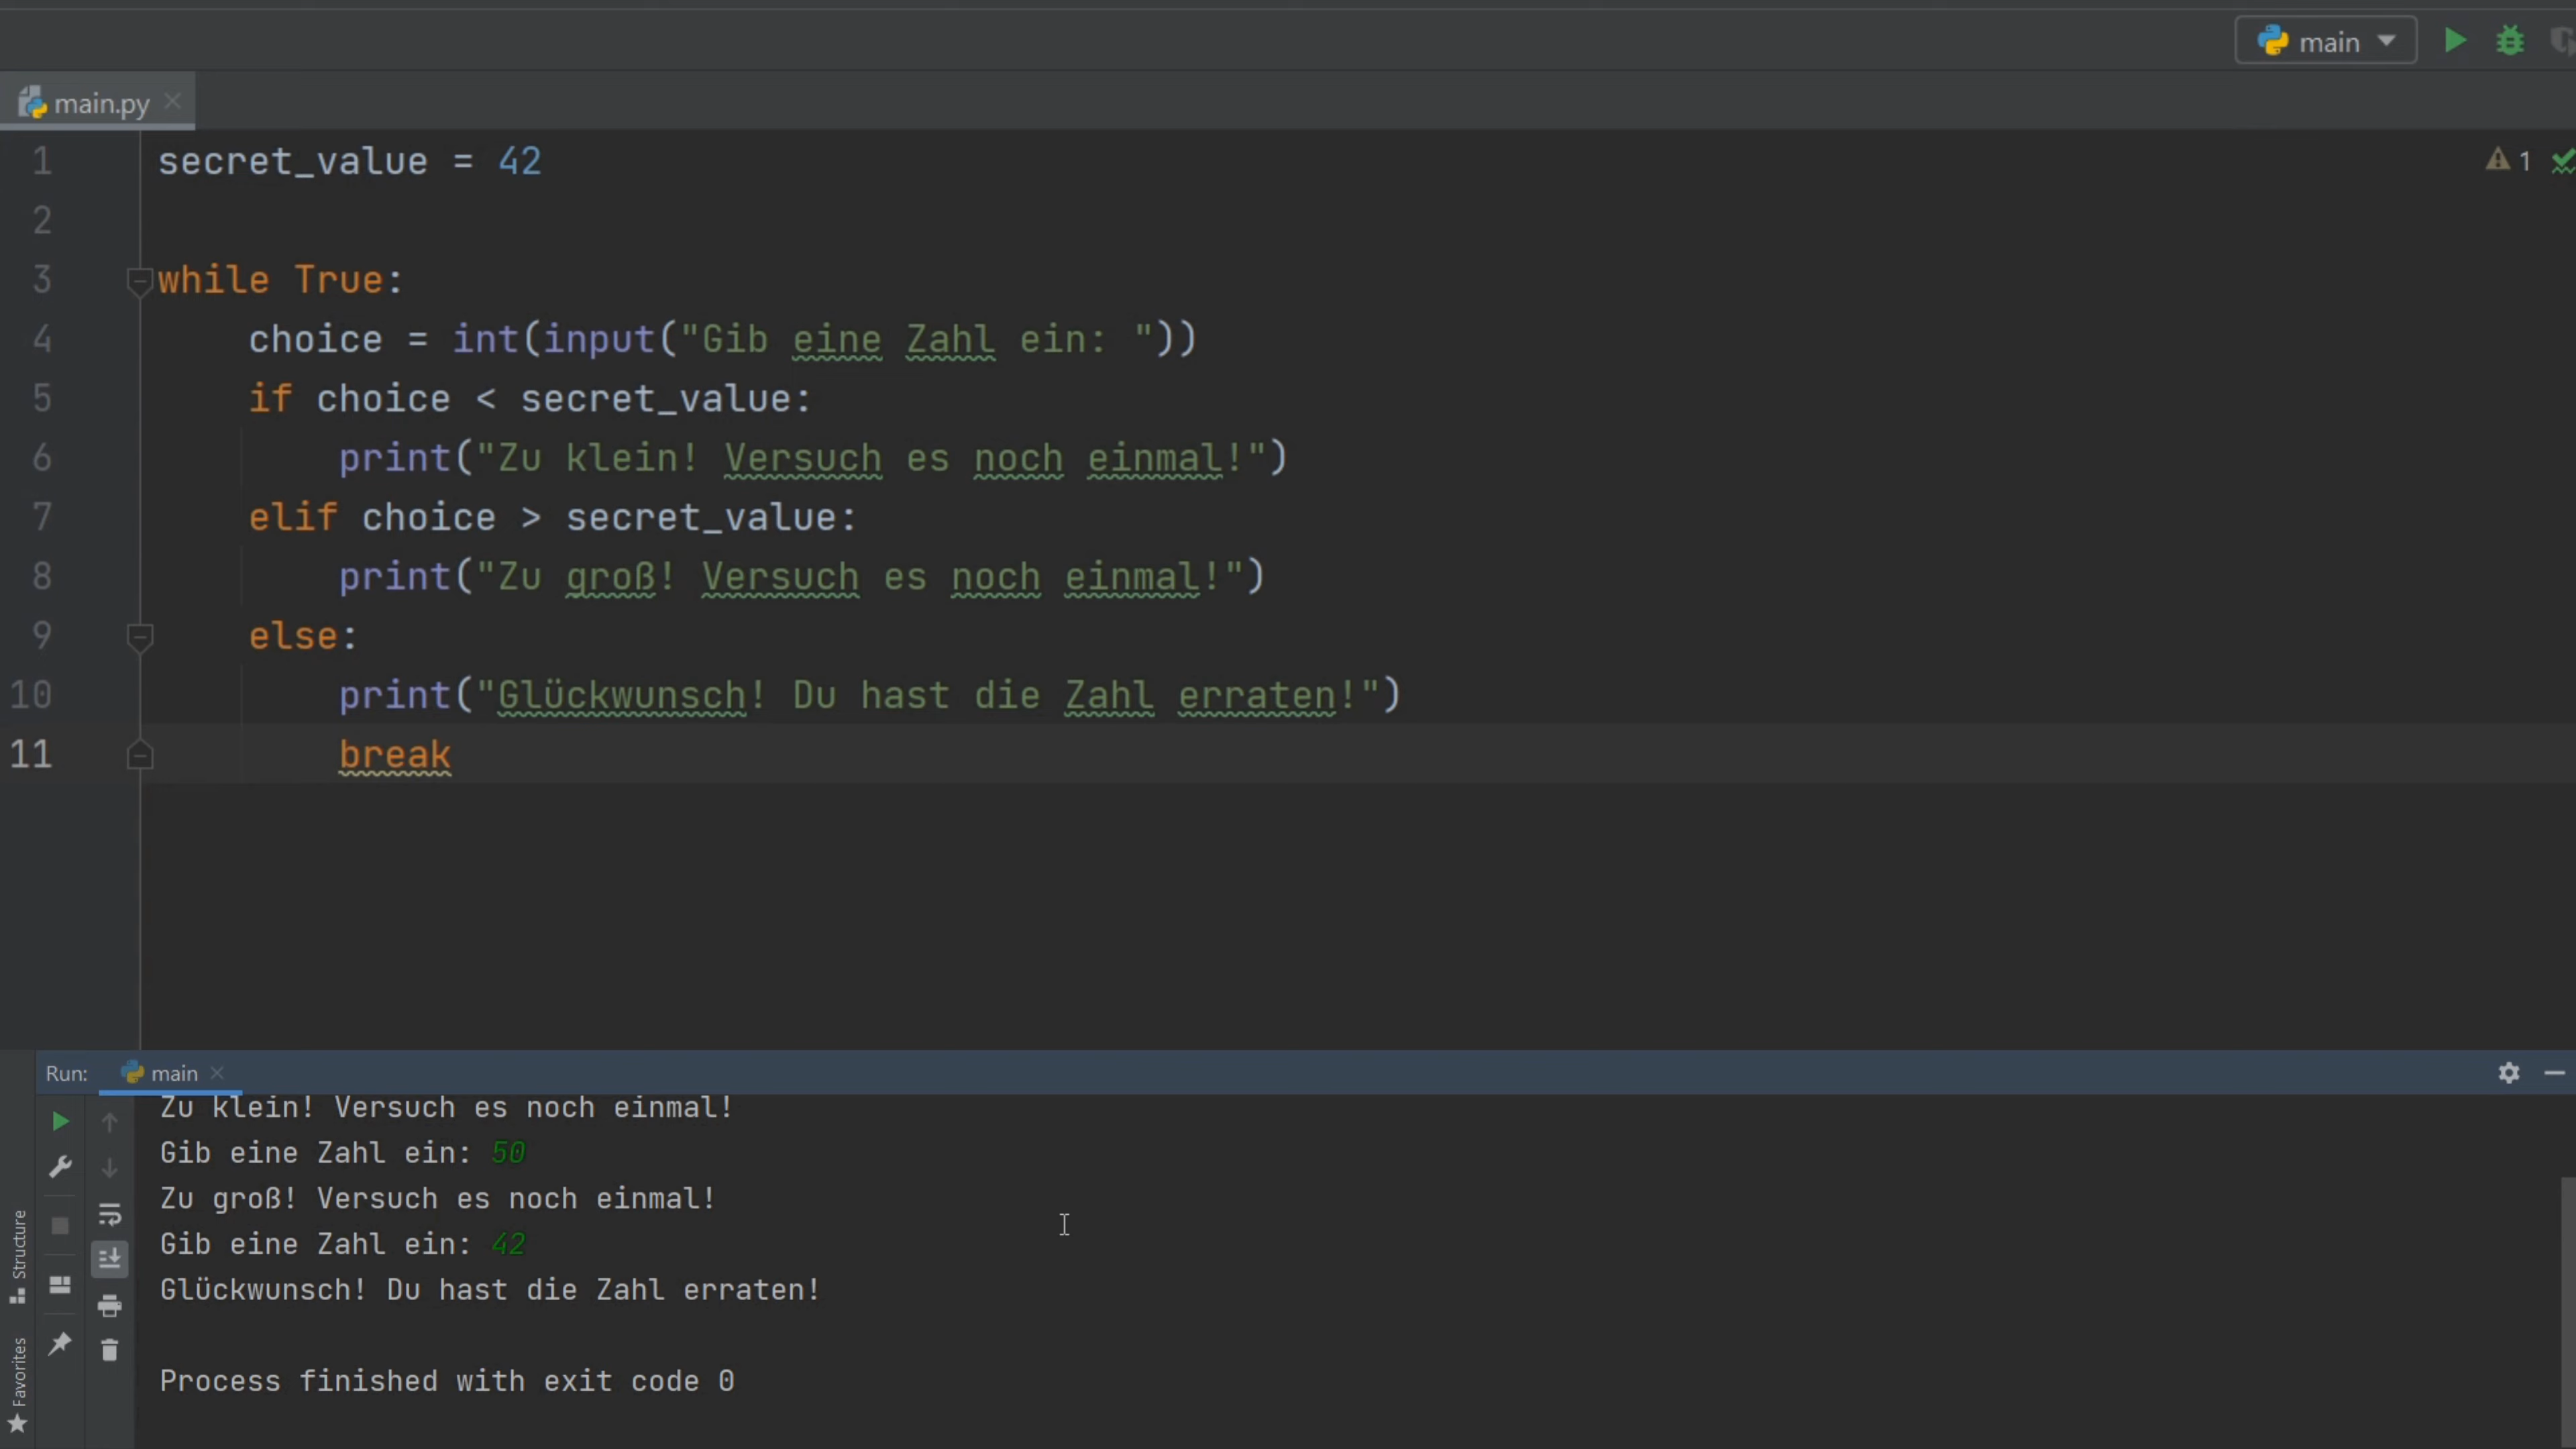 main
main.py
1
1 secret_value = 42
2
3 while True:
4 choice = int(input("Gib eine Zahl ein: "))
5 if choice < secret_value:
6 print("Zu klein! Versuch es noch einmal!")
7 elif choice > secret_value:
8 print("Zu groß! Versuch es noch einmal!")
9 else:
10 print("Glückwunsch! Du hast die Zahl erraten!")
11 break
Run: main
Zu klein! Versuch es noch einmal!
Gib eine Zahl ein: 50
Zu groß! Versuch es noch einmal!
Gib eine Zahl ein: 42
Glückwunsch! Du hast die Zahl erraten!
Process finished with exit code 0
Structure
Favorites